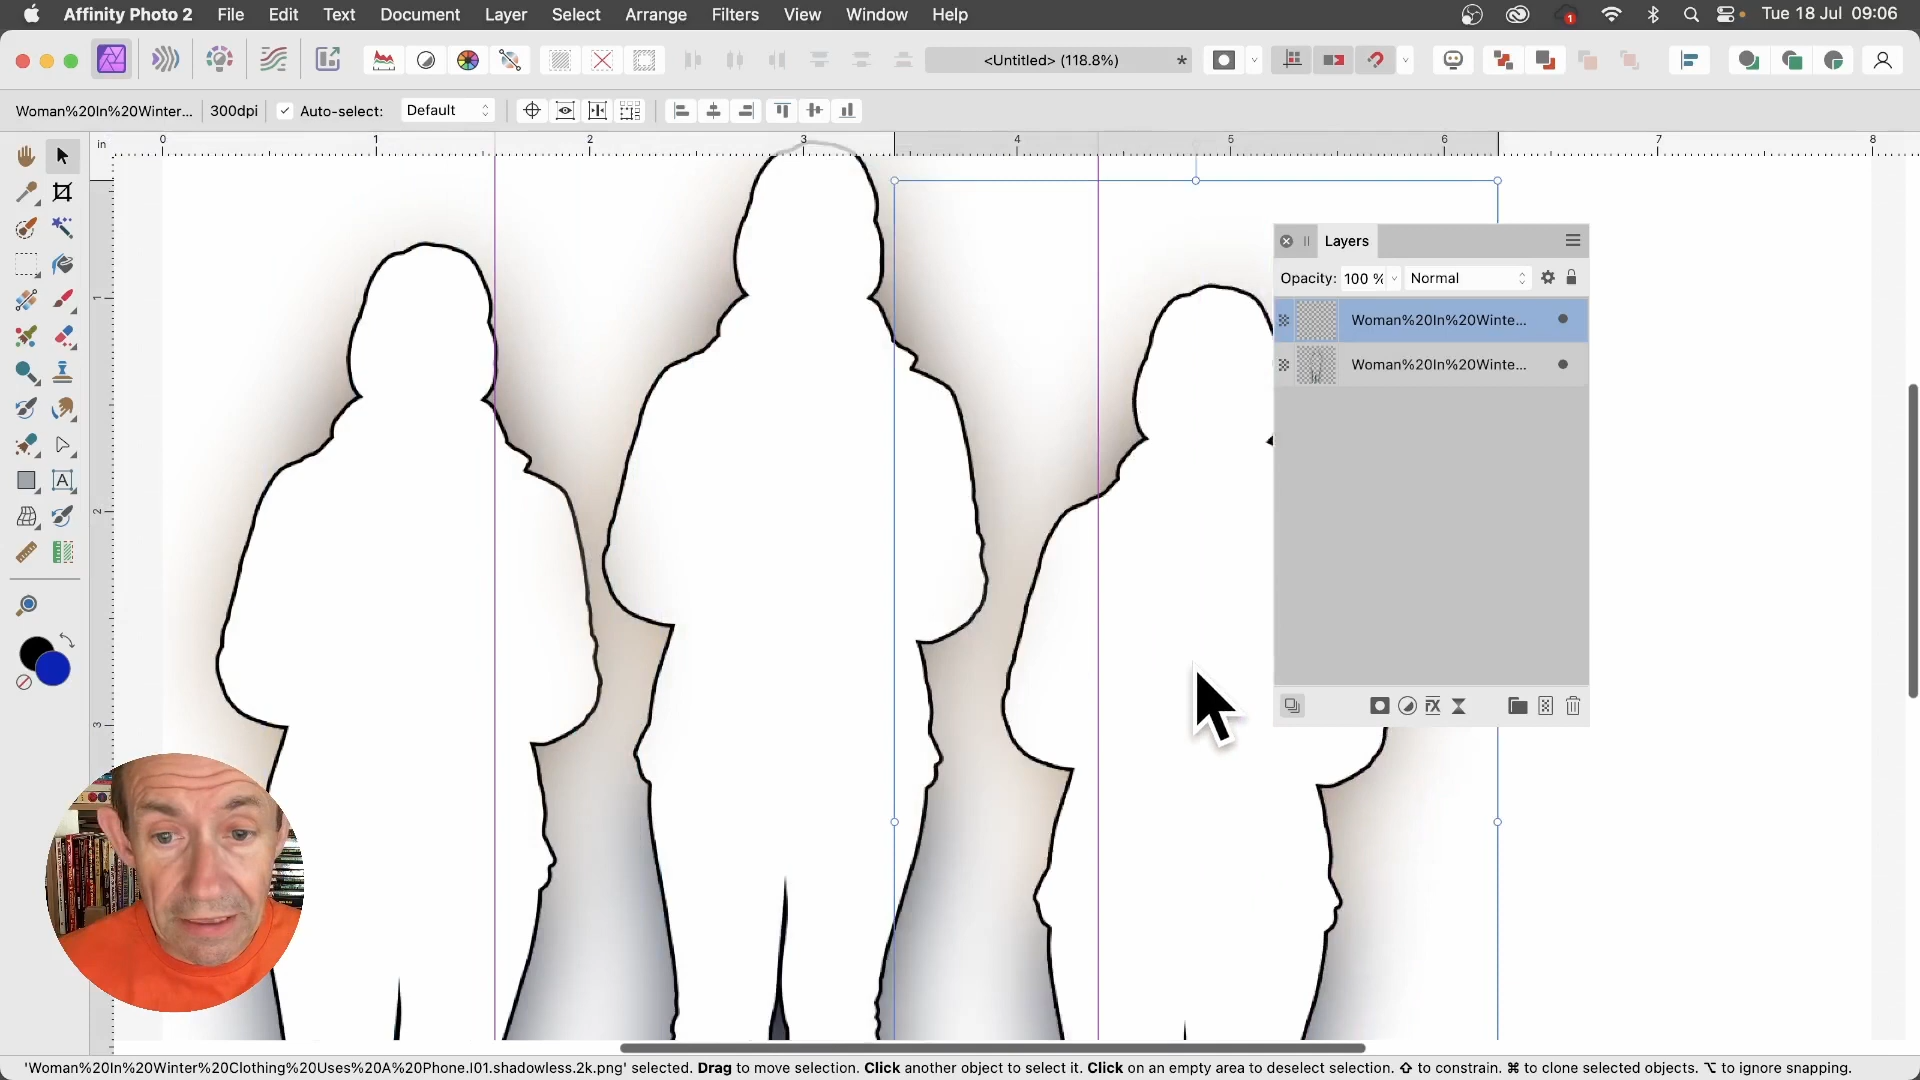 Affinity Photo 2 File Edit Text Document Layer Select Arrange Filters View Window Help 1 Tue 18 Jul 09:06
<Untitled> (118.8%) *
Woman%20In%20Winter... 300dpi Auto-select: Default
in 0 1 2 3 4 5 6 7 8
Layers
Opacity: 100 % Normal
Woman%20In%20Winte...
Woman%20In%20Winte...
1
2
3
'Woman%20In%20Winter%20Clothing%20Uses%20A%20Phone.I01.shadowless.2k.png' selected. Drag to move selection. Click another object to select it. Click on an empty area to deselect selection. ⇧ to constrain. ⌘ to clone selected objects. ⌥ to ignore snapping.